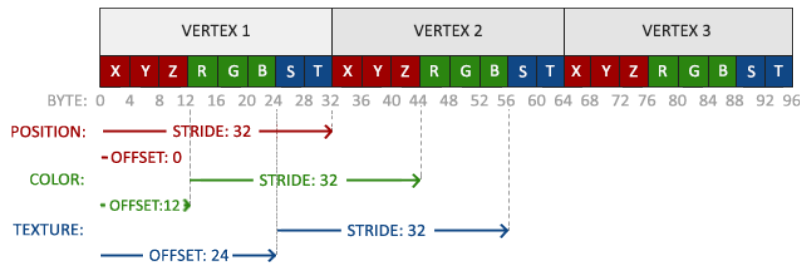 VERTEX 1 VERTEX 2 VERTEX 3
X Y Z R G B S T X Y Z R G B S T X Y Z R G B S T
BYTE: 0 4 8 12 16 20 24 28 32 36 40 44 48 52 56 60 64 68 72 76 80 84 88 92 96
POSITION: STRIDE: 32
OFFSET: 0
COLOR: STRIDE: 32
OFFSET:12
TEXTURE: STRIDE: 32
OFFSET: 24